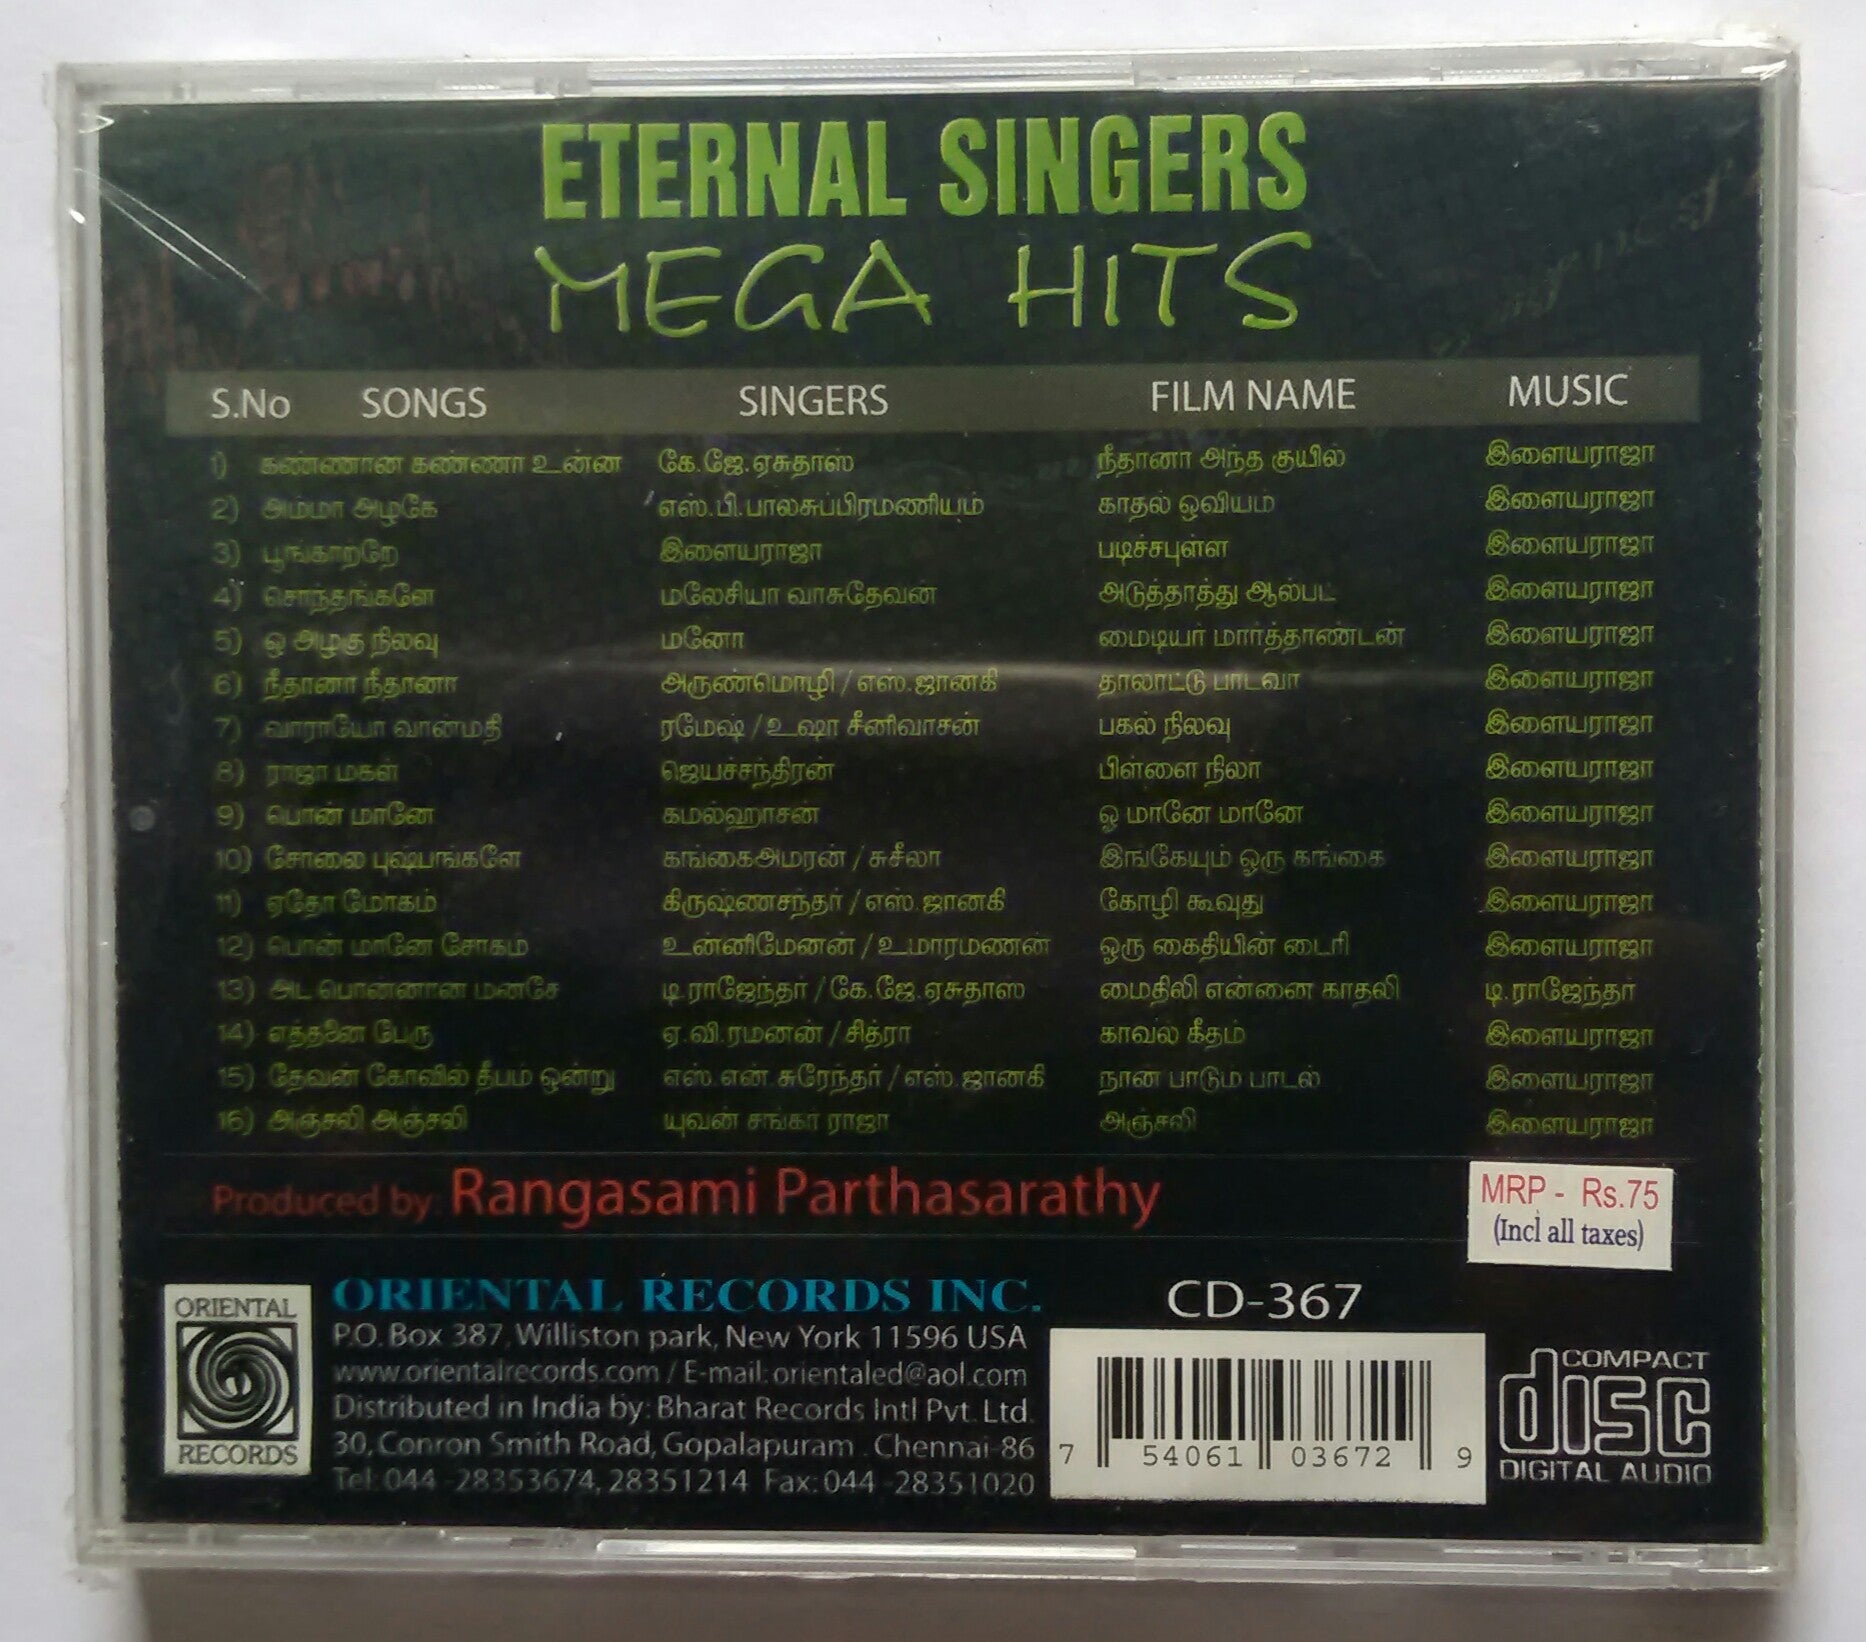 ETERNAL SINGERS
MEGA HITS
S.No SONGS SINGERS FILM NAME MUSIC
1) கண்ணான கண்ணா உன்ன கே.ஜே.ஏசுதாஸ் நீதானா அந்த குயில் இளையராஜா
2) அம்மா அழகே எஸ்.பி.பாலசுப்பிரமணியம் காதல் ஒவியம் இளையராஜா
3) பூங்காற்றே இளையராஜா படிச்சபுள்ள இளையராஜா
4) சொந்தங்களே மலேசியா வாசுதேவன் அடுத்தாத்து ஆல்பட் இளையராஜா
5) ஒ அழகு நிலவு மனோ மைடியர் மார்த்தாண்டன் இளையராஜா
6) நீதானா நீதானா அருண்மொழி / எஸ்.ஜானகி தாலாட்டு பாடவா இளையராஜா
7) வாராயோ வான்மதி ரமேஷ் / உஷா சீனிவாசன் பகல் நிலவு இளையராஜா
8) ராஜா மகள் ஜெயச்சந்திரன் பிள்ளை நிலா இளையராஜா
9) பொன் மானே கமல்ஹாசன் ஓ மானே மானே இளையராஜா
10) சோலை புஷ்பங்களே கங்கைஅமரன் / சுசீலா இங்கேயும் ஒரு கங்கை இளையராஜா
11) ஏதோ மோகம் கிருஷ்ணசந்தர் / எஸ்.ஜானகி கோழி கூவுது இளையராஜா
12) பொன் மானே சோகம் உன்னிமேனன் / உமாரமணன் ஒரு கைதியின் டைரி இளையராஜா
13) அட பொன்னான மனசே டி.ராஜேந்தர் / கே.ஜே.ஏசுதாஸ் மைதிலி என்னை காதலி டி.ராஜேந்தர்
14) எத்தனை பேரு ஏ.வி.ரமனன் / சித்ரா காவல் கீதம் இளையராஜா
15) தேவன் கோவில் தீபம் ஒன்று எஸ்.என்.சுரேந்தர் / எஸ்.ஜானகி நான் பாடும் பாடல் இளையராஜா
16) அஞ்சலி அஞ்சலி யுவன் சங்கர் ராஜா அஞ்சலி இளையராஜா
Produced by: Rangasami Parthasarathy
MRP - Rs.75
(Incl all taxes)
ORIENTAL
RECORDS
ORIENTAL RECORDS INC.
P.O. Box 387, Williston park, New York 11596 USA
www.orientalrecords.com / E-mail: orientaled@aol.com
Distributed in India by: Bharat Records Intl Pvt. Ltd.
30, Conron Smith Road, Gopalapuram . Chennai-86
Tel: 044 -28353674, 28351214 Fax: 044 -28351020
CD-367
7 54061 03672 9
COMPACT
disc
DIGITAL AUDIO